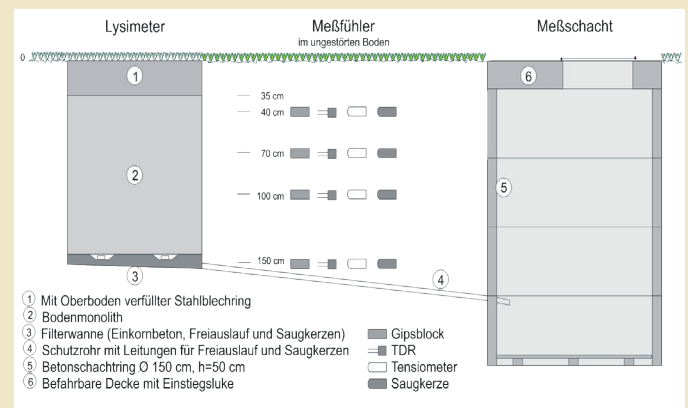 Lysimeter
Meßfühler
im ungestörten Boden
Meßschacht
0
1
6
35 cm
40 cm
70 cm
2
100 cm
5
150 cm
3
4
1 Mit Oberboden verfüllter Stahlblechring
2 Bodenmonolith
3 Filterwanne (Einkornbeton, Freiauslauf und Saugkerzen)
4 Schutzrohr mit Leitungen für Freiauslauf und Saugkerzen
5 Betonschachtring Ø 150 cm, h=50 cm
6 Befahrbare Decke mit Einstiegsluke
Gipsblock
TDR
Tensiometer
Saugkerze